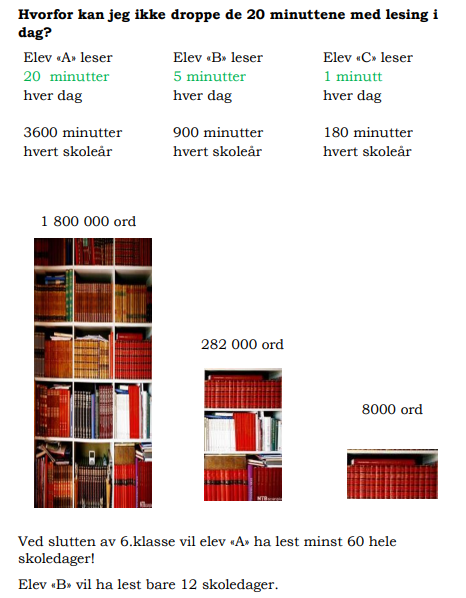 Hvorfor kan jeg ikke droppe de 20 minuttene med lesing i
dag?
Elev «A» leser
20 minutter
hver dag
3600 minutter
hvert skoleår
Elev «B» leser
5 minutter
hver dag
900 minutter
hvert skoleår
Elev «C» leser
1 minutt
hver dag
180 minutter
hvert skoleår
1 800 000 ord
282 000 ord
8000 ord
Ved slutten av 6.klasse vil elev «A» ha lest minst 60 hele
skoledager!
Elev «B» vil ha lest bare 12 skoledager.